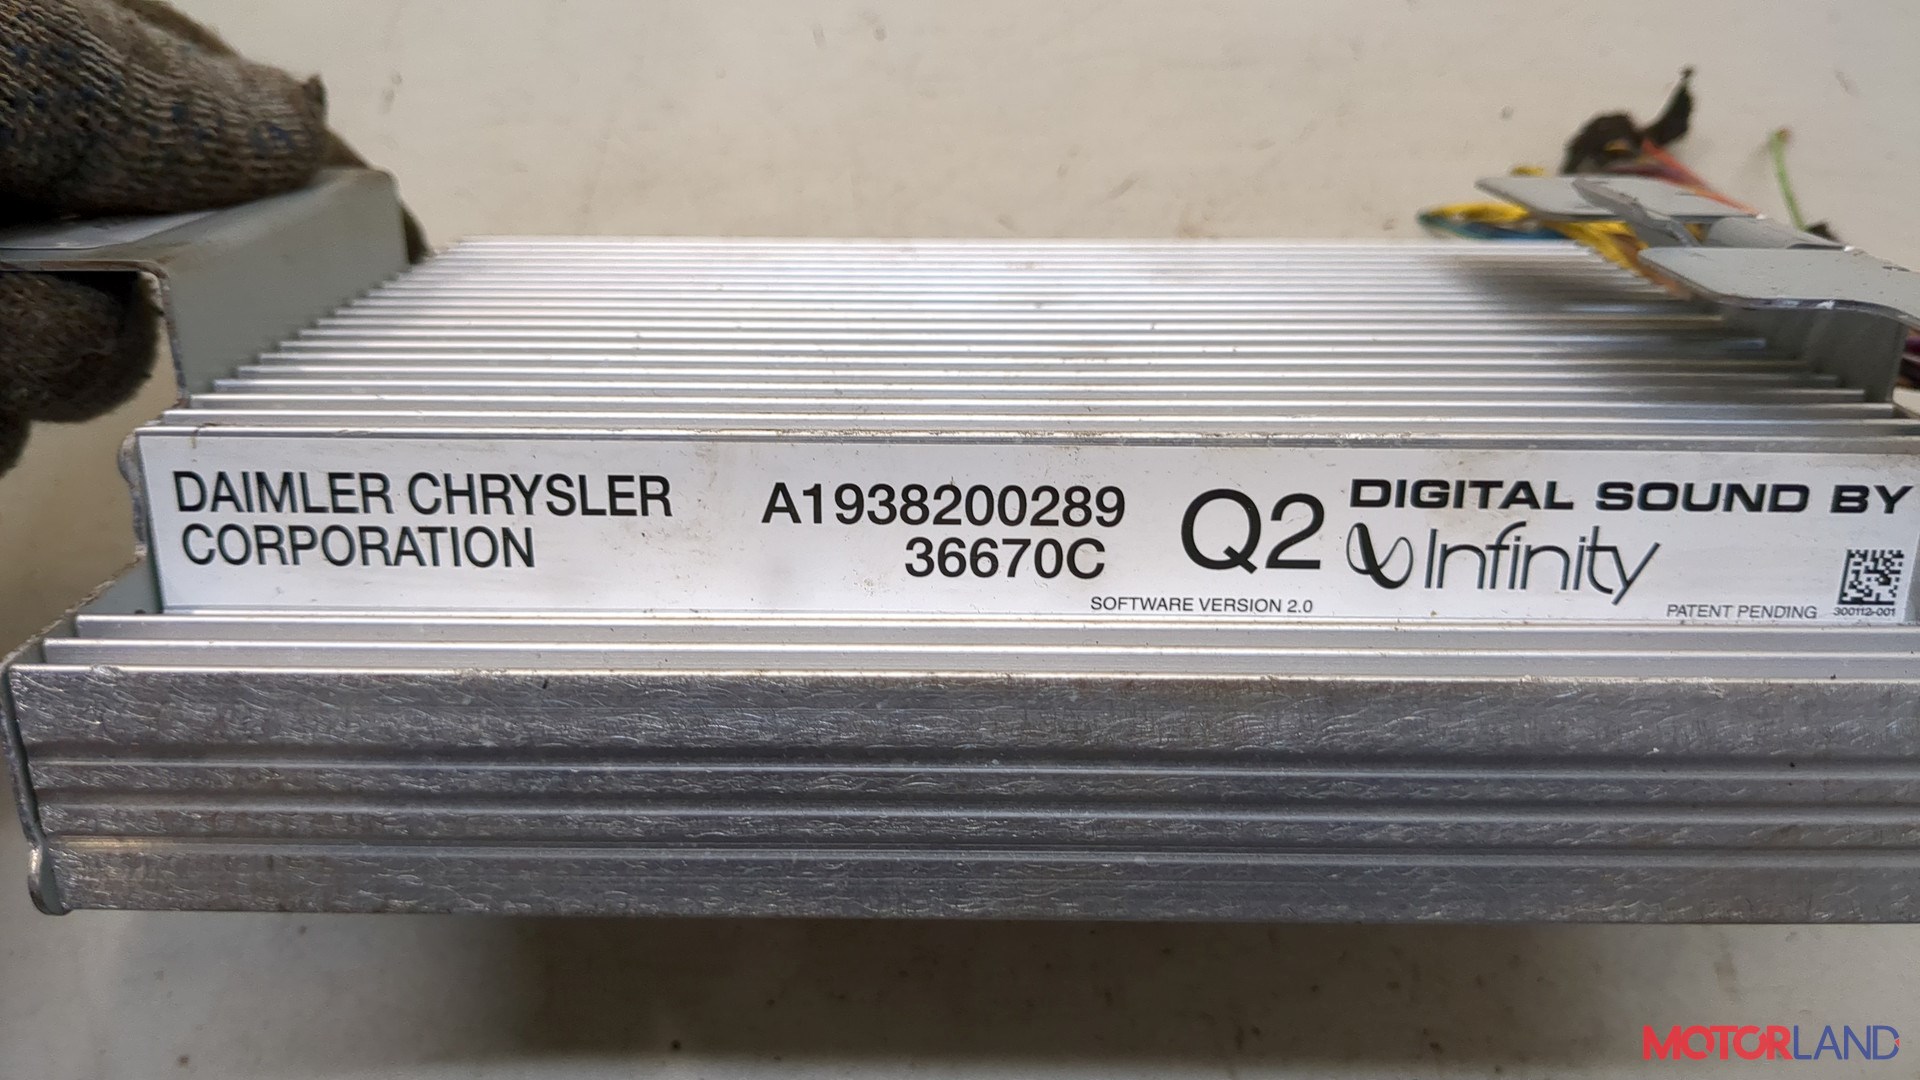 DAIMLER CHRYSLER
CORPORATION
A1938200289
36670C
SOFTWARE VERSION 2.0
Q2
DIGITAL SOUND BY
Infinity
PATENT PENDING
300112-001
MOTORLAND